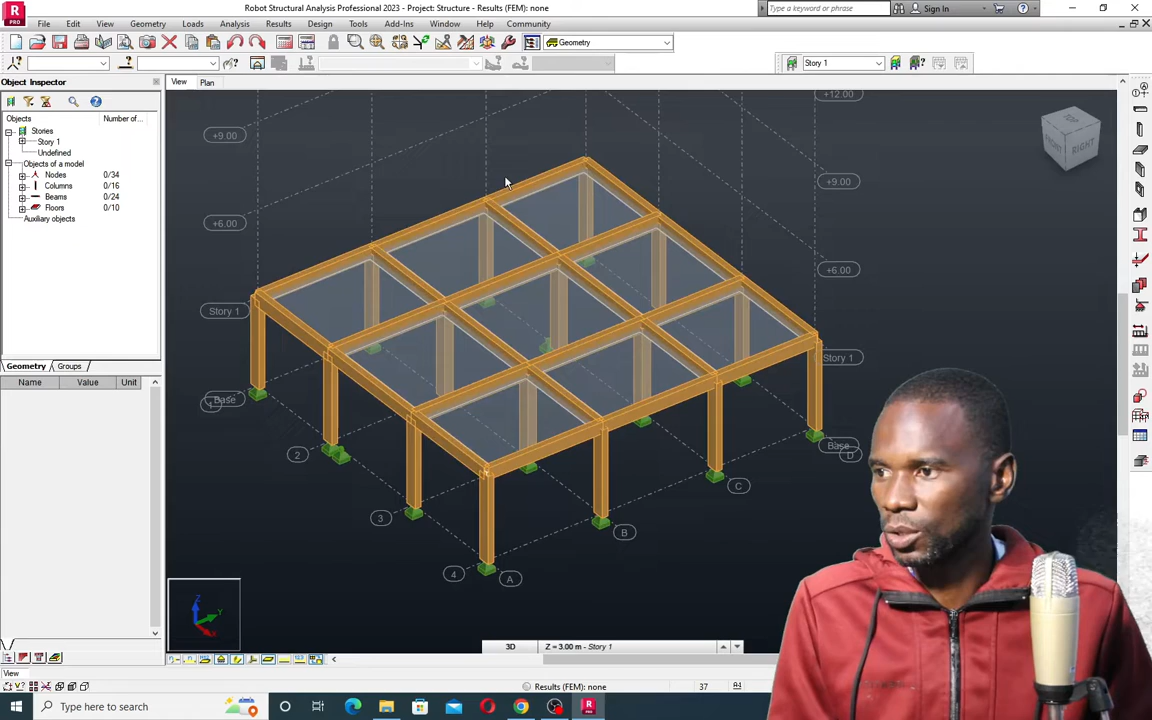 Robot Structural Analysis Professional 2023 - Project: Structure - Results (FEM): none
Type a keyword or phrase
Sign In
File Edit View Geometry Loads Analysis Results Design Tools Add-Ins Window Help Community
Geometry
Story 1
Object Inspector
View Plan
Objects Number of...
Stories
Story 1
Undefined
Objects of a model
Nodes 0/34
Columns 0/16
Beams 0/24
Floors 0/10
Auxiliary objects
Geometry Groups
Name Value Unit
+12.00
+9.00
+9.00
+6.00
+6.00
Story 1
Story 1
Base
1
Base
D
2
3
C
B
4
A
TOP
FRONT
RIGHT
Z
Y
X
3D Z = 3.00 m - Story 1
View
Results (FEM): none
37
Type here to search